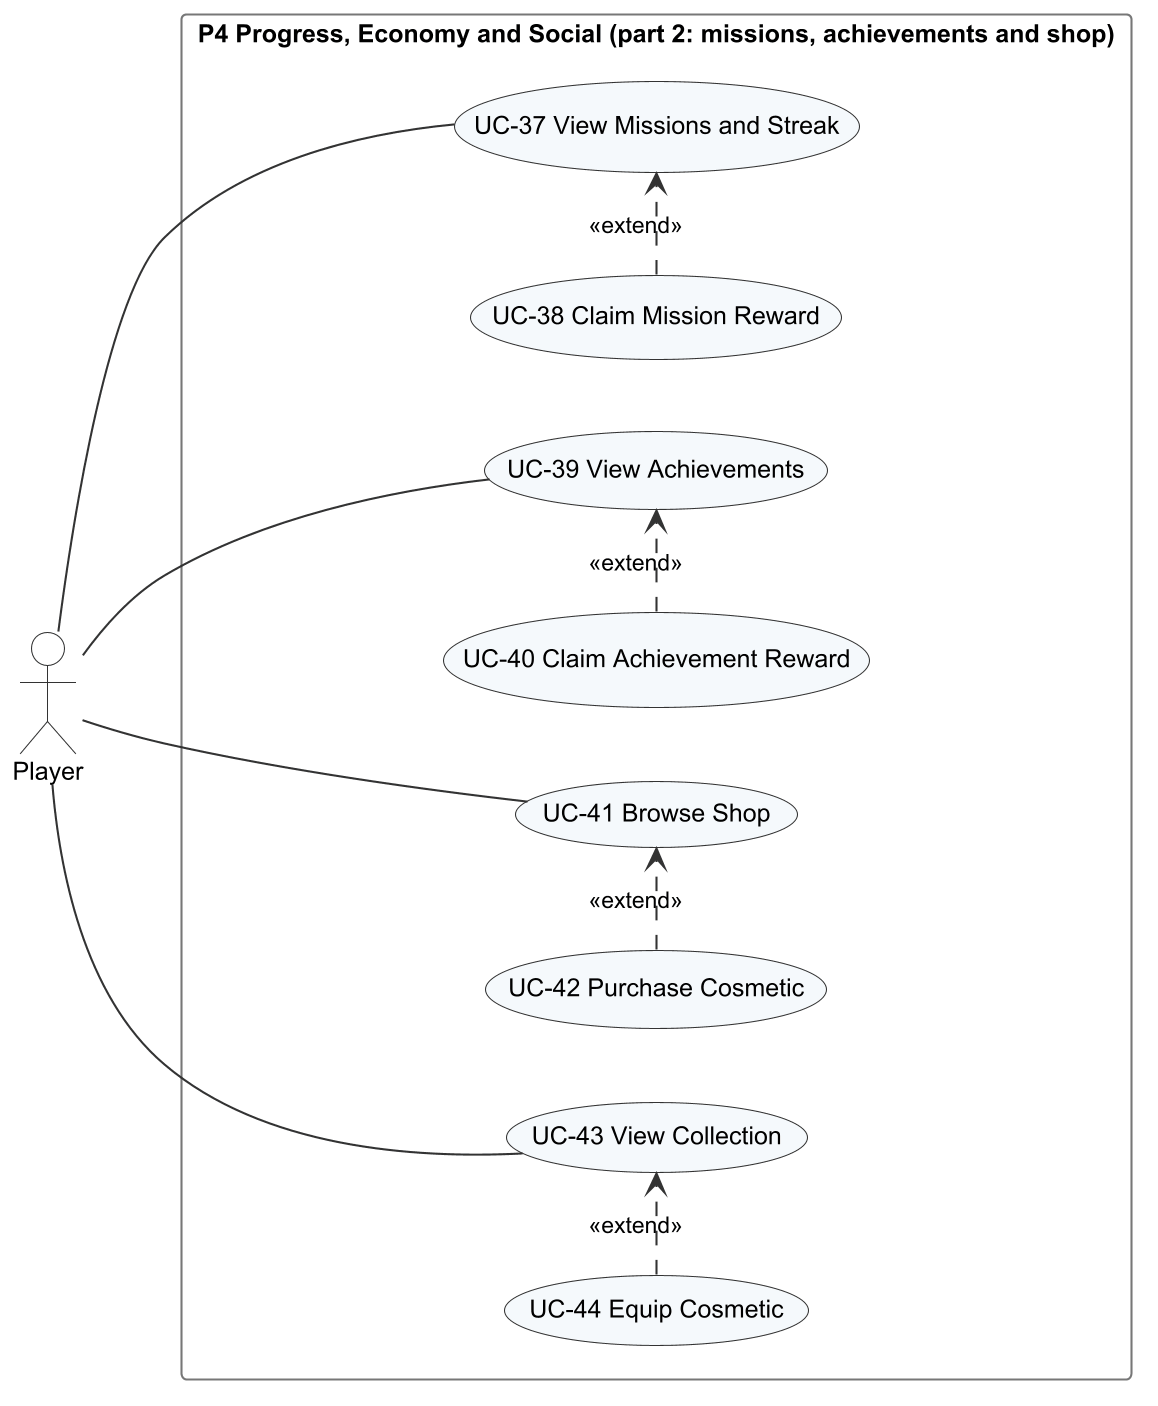 P4 Progress, Economy and Social (part 2: missions, achievements and shop)
UC-37 View Missions and Streak
«extend»
UC-38 Claim Mission Reward
UC-39 View Achievements
«extend»
UC-40 Claim Achievement Reward
Player
UC-41 Browse Shop
«extend»
UC-42 Purchase Cosmetic
UC-43 View Collection
«extend»
UC-44 Equip Cosmetic